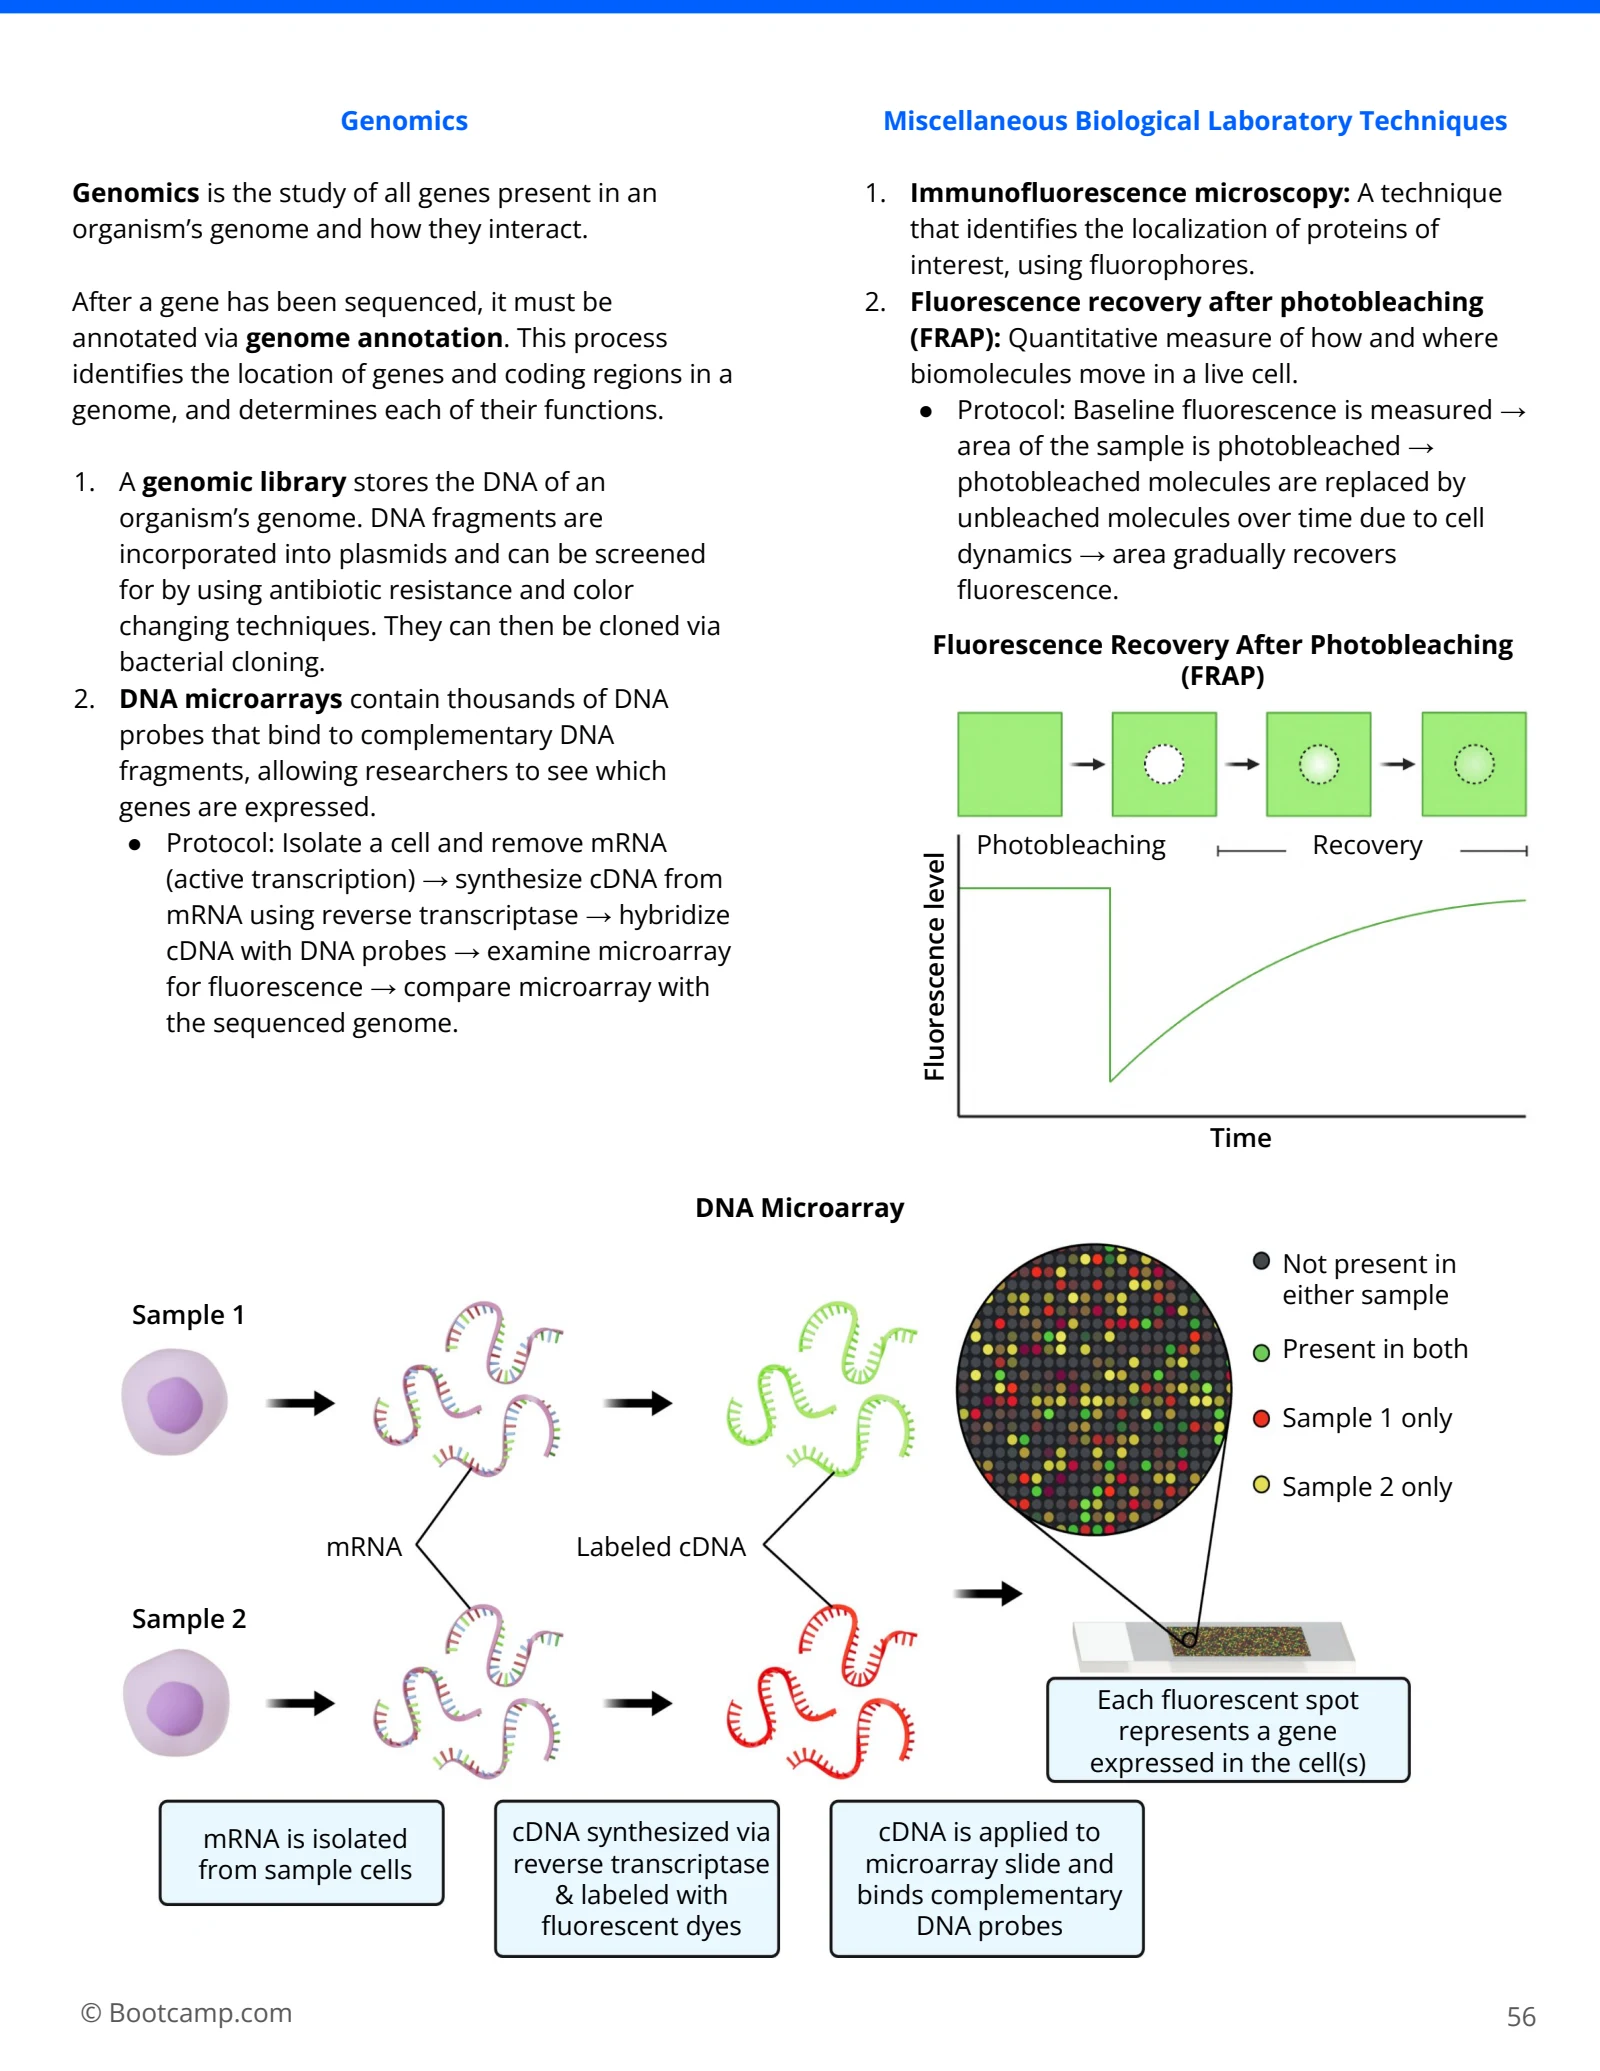 Genomics
Genomics is the study of all genes present in an
organism’s genome and how they interact.
After a gene has been sequenced, it must be
annotated via genome annotation. This process
identifies the location of genes and coding regions in a
genome, and determines each of their functions.
1. A genomic library stores the DNA of an
organism’s genome. DNA fragments are
incorporated into plasmids and can be screened
for by using antibiotic resistance and color
changing techniques. They can then be cloned via
bacterial cloning.
2. DNA microarrays contain thousands of DNA
probes that bind to complementary DNA
fragments, allowing researchers to see which
genes are expressed.
● Protocol: Isolate a cell and remove mRNA
(active transcription) → synthesize cDNA from
mRNA using reverse transcriptase → hybridize
cDNA with DNA probes → examine microarray
for fluorescence → compare microarray with
the sequenced genome.
Miscellaneous Biological Laboratory Techniques
1. Immunofluorescence microscopy: A technique
that identifies the localization of proteins of
interest, using fluorophores.
2. Fluorescence recovery after photobleaching
(FRAP): Quantitative measure of how and where
biomolecules move in a live cell.
● Protocol: Baseline fluorescence is measured →
area of the sample is photobleached →
photobleached molecules are replaced by
unbleached molecules over time due to cell
dynamics → area gradually recovers
fluorescence.
Fluorescence Recovery After Photobleaching
(FRAP)
Photobleaching
Recovery
Fluorescence level
Time
DNA Microarray
Sample 1
mRNA
Labeled cDNA
Sample 2
Not present in
either sample
Present in both
Sample 1 only
Sample 2 only
Each fluorescent spot
represents a gene
expressed in the cell(s)
mRNA is isolated
from sample cells
cDNA synthesized via
reverse transcriptase
& labeled with
fluorescent dyes
cDNA is applied to
microarray slide and
binds complementary
DNA probes
© Bootcamp.com
56